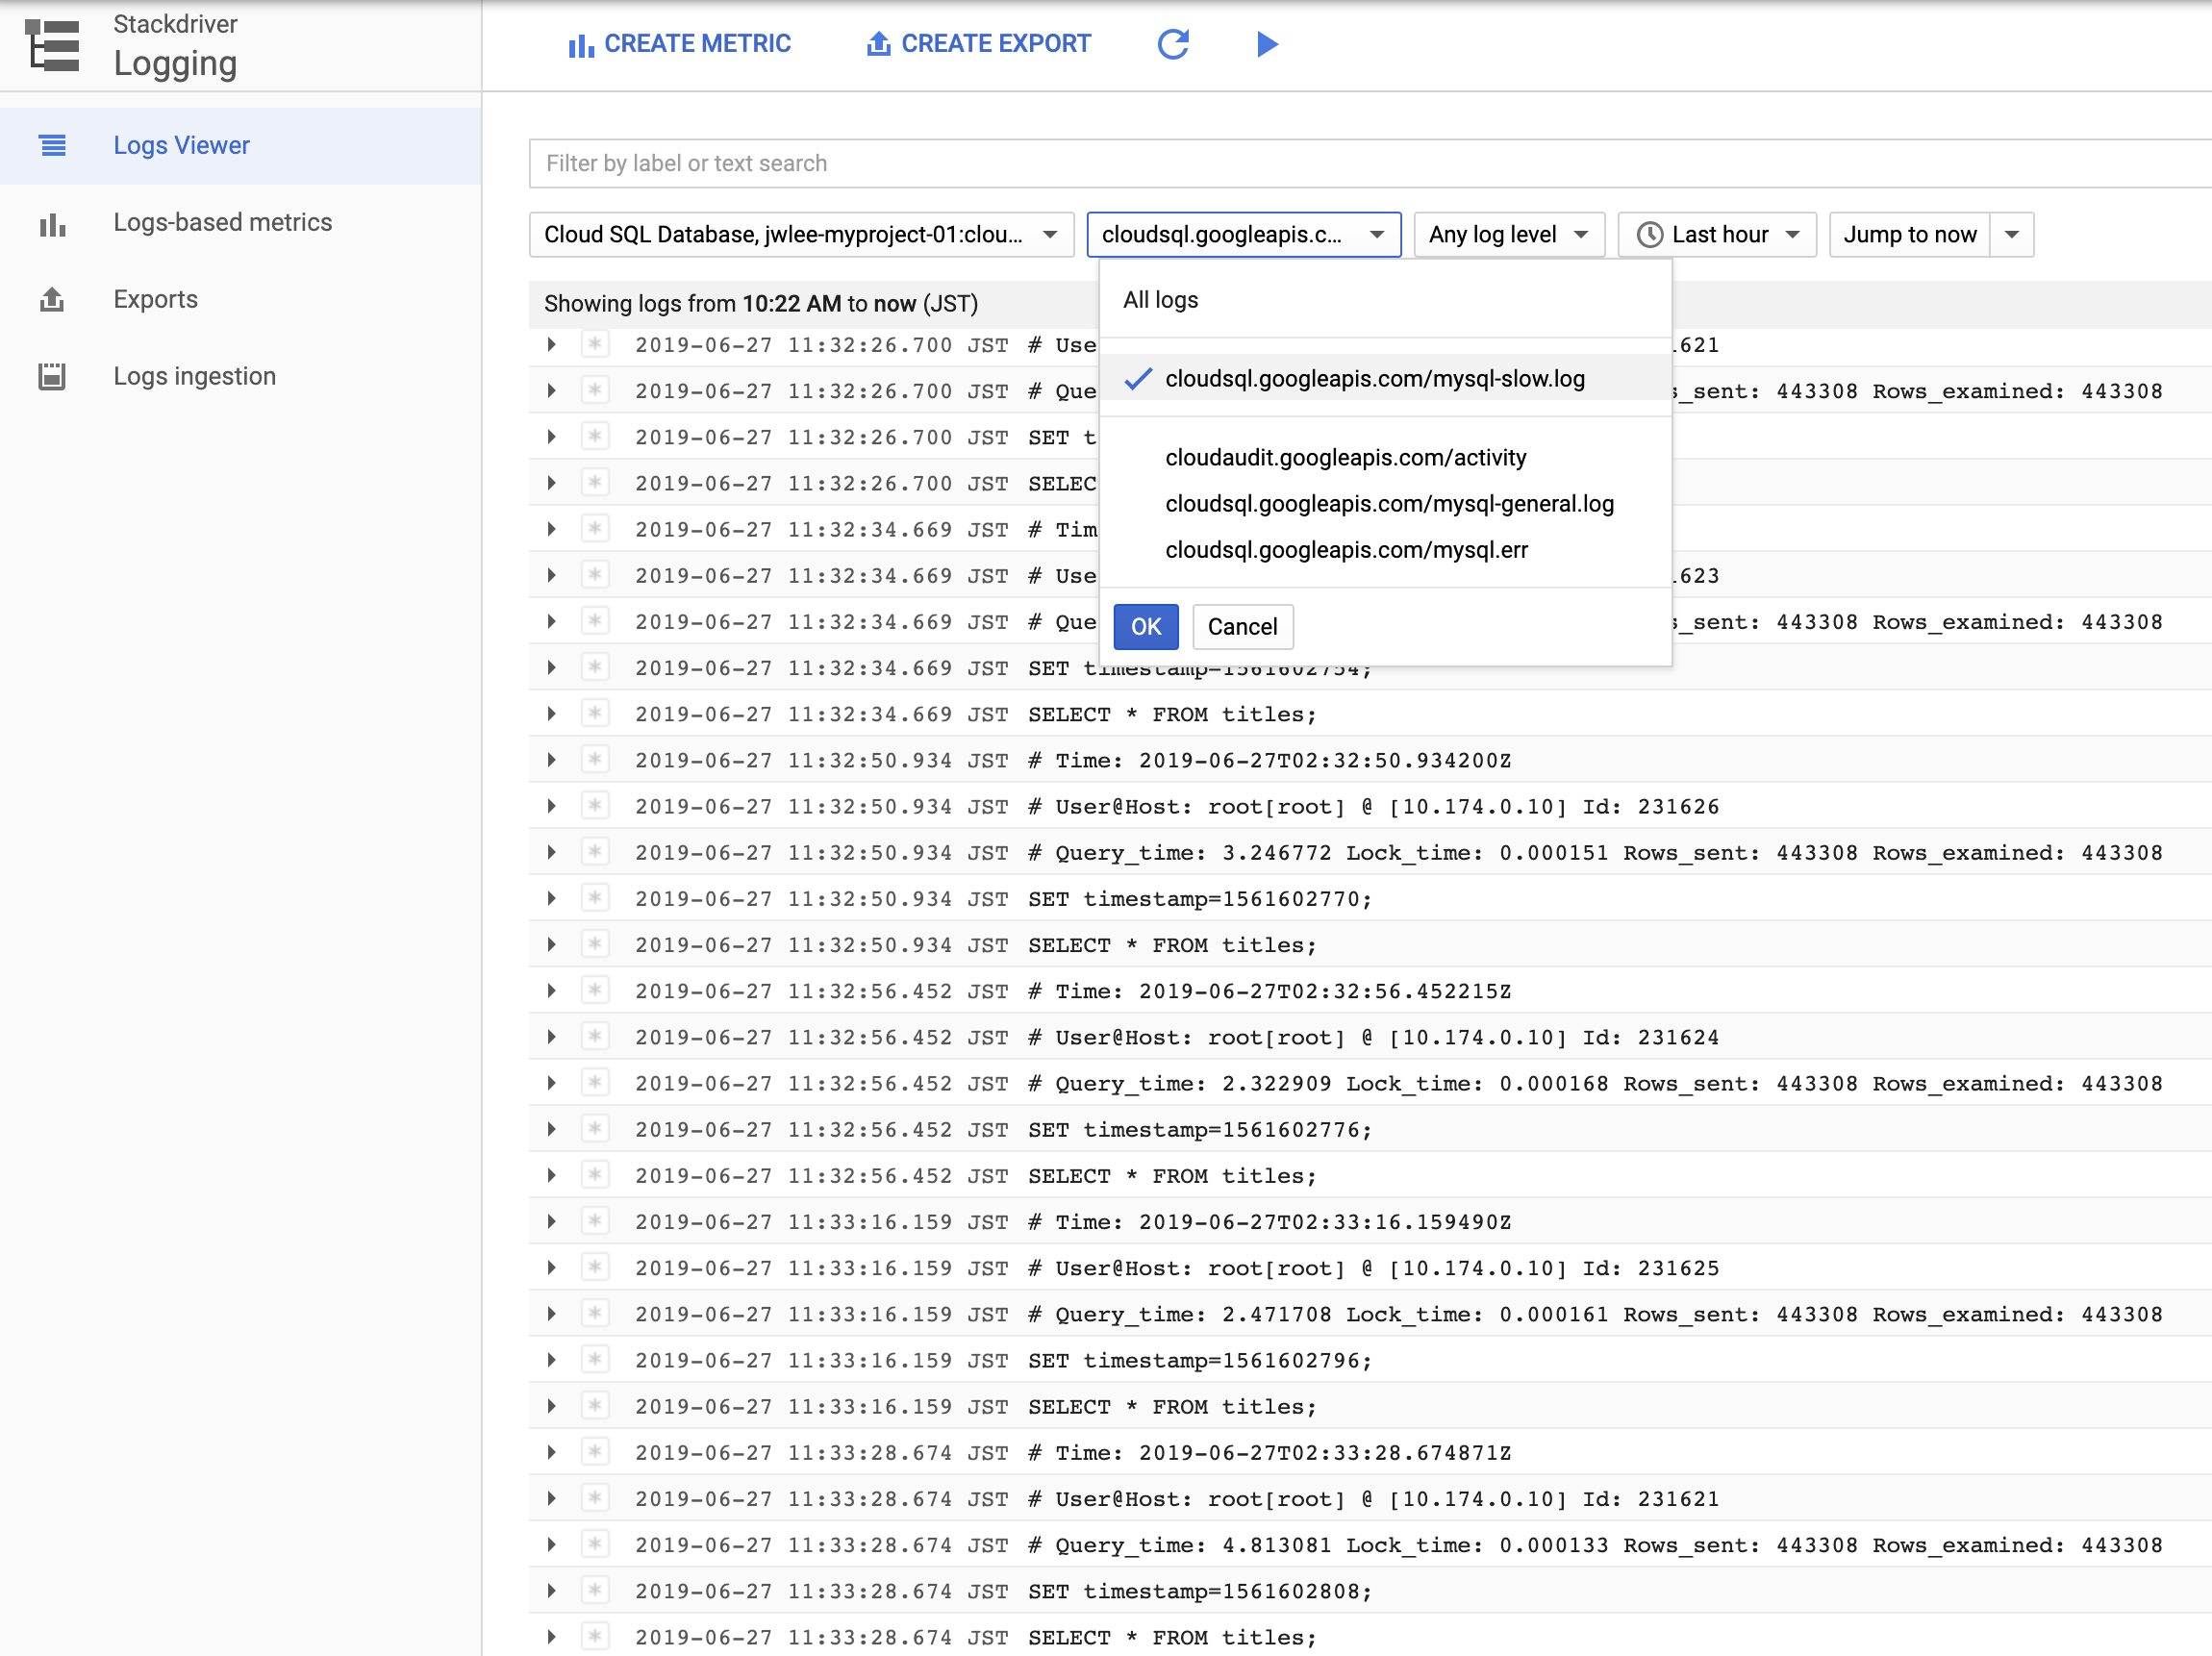 Stackdriver
Logging
CREATE METRIC
CREATE EXPORT
Logs Viewer
Logs-based metrics
Exports
Logs ingestion
Filter by label or text search
Cloud SQL Database, jwlee-myproject-01:clou...
cloudsql.googleapis.c...
Any log level
Last hour
Jump to now
Showing logs from 10:22 AM to now (JST)
All logs
cloudsql.googleapis.com/mysql-slow.log
cloudaudit.googleapis.com/activity
cloudsql.googleapis.com/mysql-general.log
cloudsql.googleapis.com/mysql.err
OK
Cancel
2019-06-27 11:32:26.700 JST # Use 621
2019-06-27 11:32:26.700 JST # Que _sent: 443308 Rows_examined: 443308
2019-06-27 11:32:26.700 JST SET t
2019-06-27 11:32:26.700 JST SELEC
2019-06-27 11:32:34.669 JST # Tim
2019-06-27 11:32:34.669 JST # Use 623
2019-06-27 11:32:34.669 JST # Que _sent: 443308 Rows_examined: 443308
2019-06-27 11:32:34.669 JST SET timestamp=1561602754;
2019-06-27 11:32:34.669 JST SELECT * FROM titles;
2019-06-27 11:32:50.934 JST # Time: 2019-06-27T02:32:50.934200Z
2019-06-27 11:32:50.934 JST # User@Host: root[root] @ [10.174.0.10] Id: 231626
2019-06-27 11:32:50.934 JST # Query_time: 3.246772 Lock_time: 0.000151 Rows_sent: 443308 Rows_examined: 443308
2019-06-27 11:32:50.934 JST SET timestamp=1561602770;
2019-06-27 11:32:50.934 JST SELECT * FROM titles;
2019-06-27 11:32:56.452 JST # Time: 2019-06-27T02:32:56.452215Z
2019-06-27 11:32:56.452 JST # User@Host: root[root] @ [10.174.0.10] Id: 231624
2019-06-27 11:32:56.452 JST # Query_time: 2.322909 Lock_time: 0.000168 Rows_sent: 443308 Rows_examined: 443308
2019-06-27 11:32:56.452 JST SET timestamp=1561602776;
2019-06-27 11:32:56.452 JST SELECT * FROM titles;
2019-06-27 11:33:16.159 JST # Time: 2019-06-27T02:33:16.159490Z
2019-06-27 11:33:16.159 JST # User@Host: root[root] @ [10.174.0.10] Id: 231625
2019-06-27 11:33:16.159 JST # Query_time: 2.471708 Lock_time: 0.000161 Rows_sent: 443308 Rows_examined: 443308
2019-06-27 11:33:16.159 JST SET timestamp=1561602796;
2019-06-27 11:33:16.159 JST SELECT * FROM titles;
2019-06-27 11:33:28.674 JST # Time: 2019-06-27T02:33:28.674871Z
2019-06-27 11:33:28.674 JST # User@Host: root[root] @ [10.174.0.10] Id: 231621
2019-06-27 11:33:28.674 JST # Query_time: 4.813081 Lock_time: 0.000133 Rows_sent: 443308 Rows_examined: 443308
2019-06-27 11:33:28.674 JST SET timestamp=1561602808;
2019-06-27 11:33:28.674 JST SELECT * FROM titles;